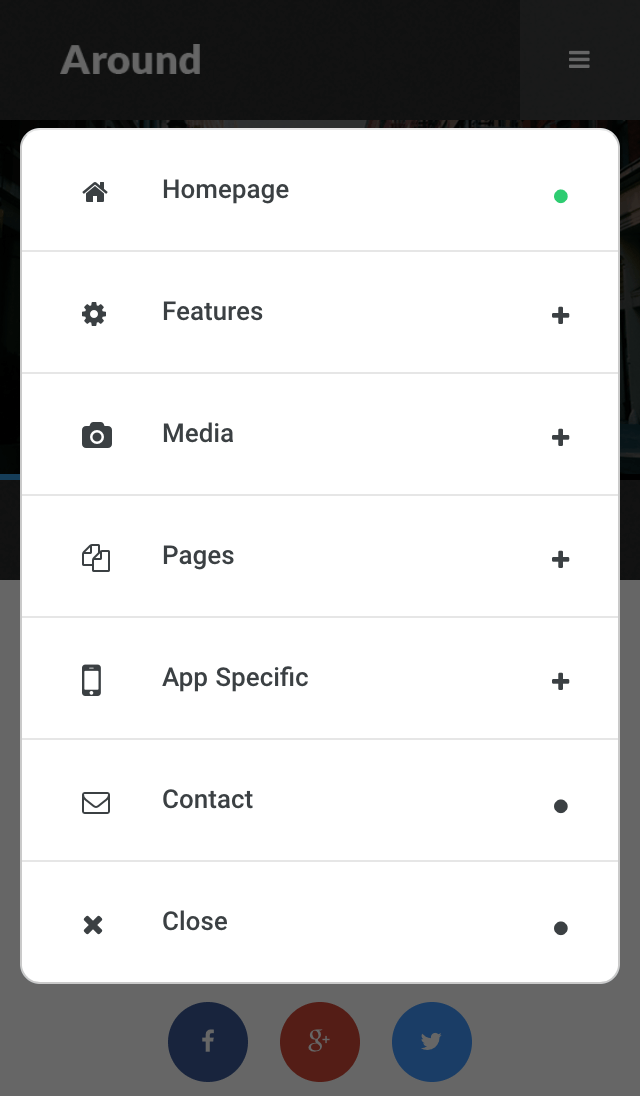 Around
Homepage
Features
Media
Pages
App Specific
Contact
Close